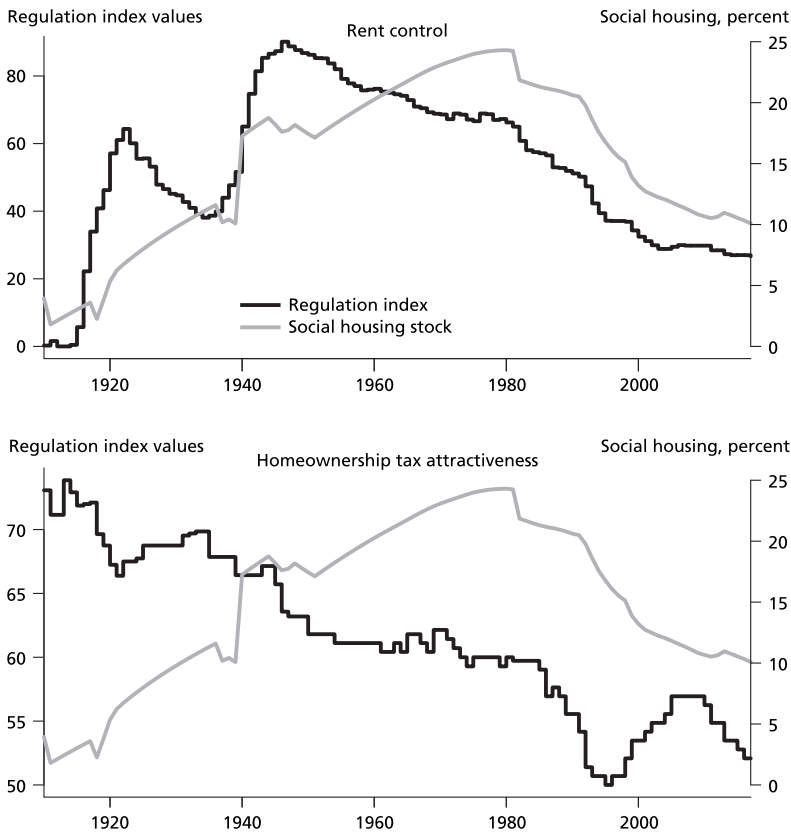 Regulation index values
Social housing, percent
Rent control
80
60
40
20
0
25
20
15
10
5
0
Regulation index
Social housing stock
1920 1940 1960 1980 2000
Regulation index values
Social housing, percent
Homeownership tax attractiveness
70
65
60
55
50
25
20
15
10
5
0
1920 1940 1960 1980 2000